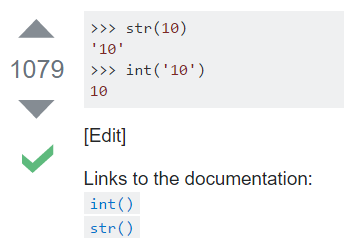 >>> str(10)
'10'
1079
>>> int('10')
10
[Edit]
Links to the documentation:
int()
str()